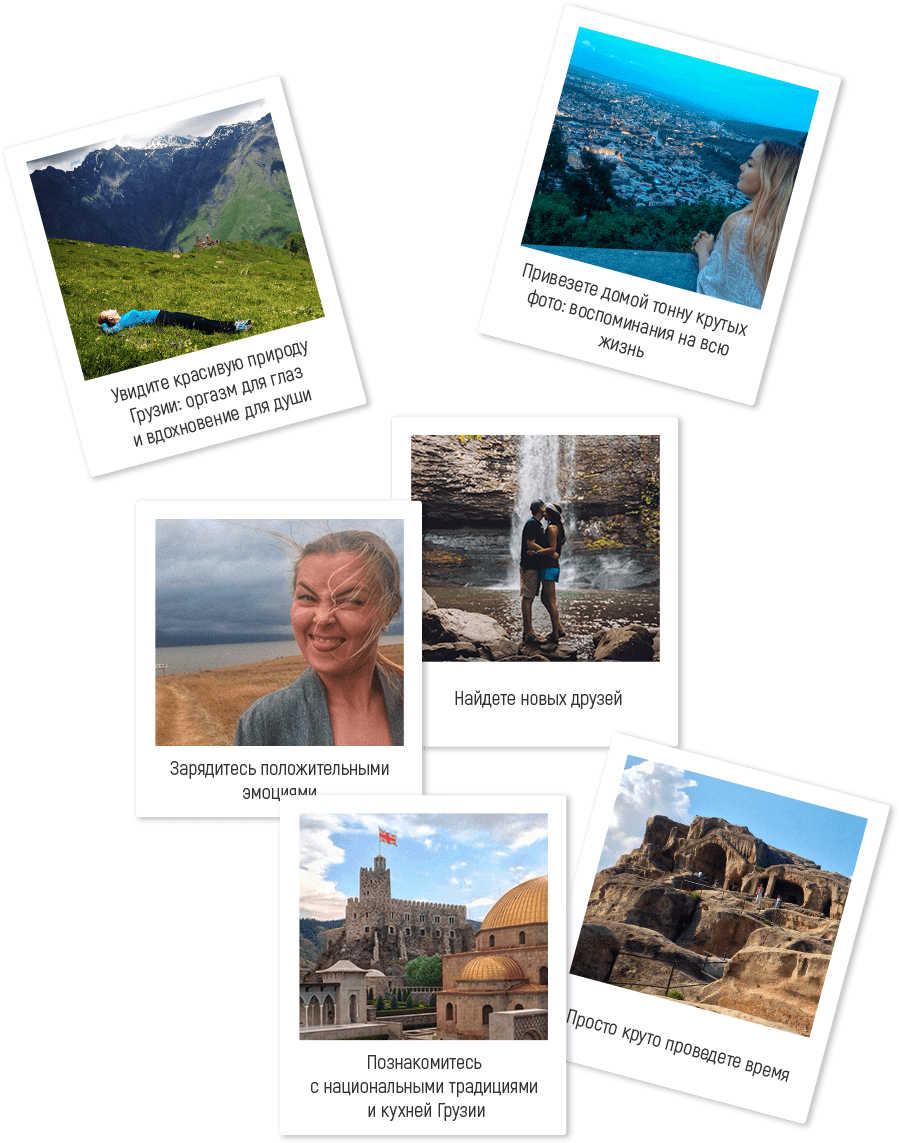 Привезете домой тонну крутых
фото: воспоминания на всю
жизнь
Увидите красивую природу
Грузии: оргазм для глаз
и вдохновение для души
Найдете новых друзей
Зарядитесь положительными
эмоциями
Просто круто проведете время
Познакомитесь
с национальными традициями
и кухней Грузии